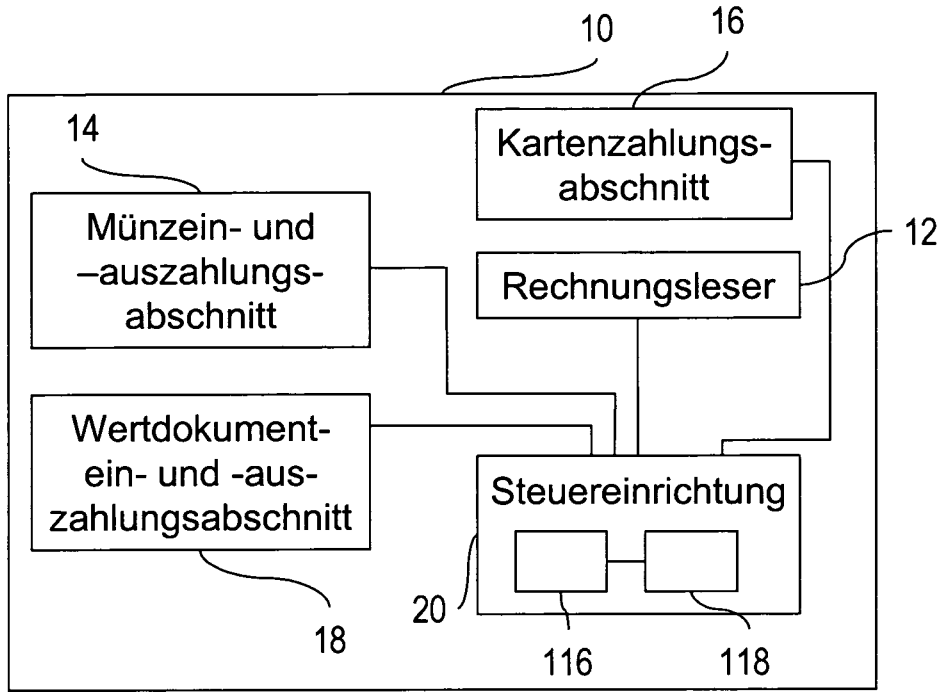 10
16
14
Kartenzahlungs-
abschnitt
Münzein- und
–auszahlungs-
abschnitt
12
Rechnungsleser
Wertdokument-
ein- und -aus-
zahlungsabschnitt
Steuereinrichtung
20
18
116
118